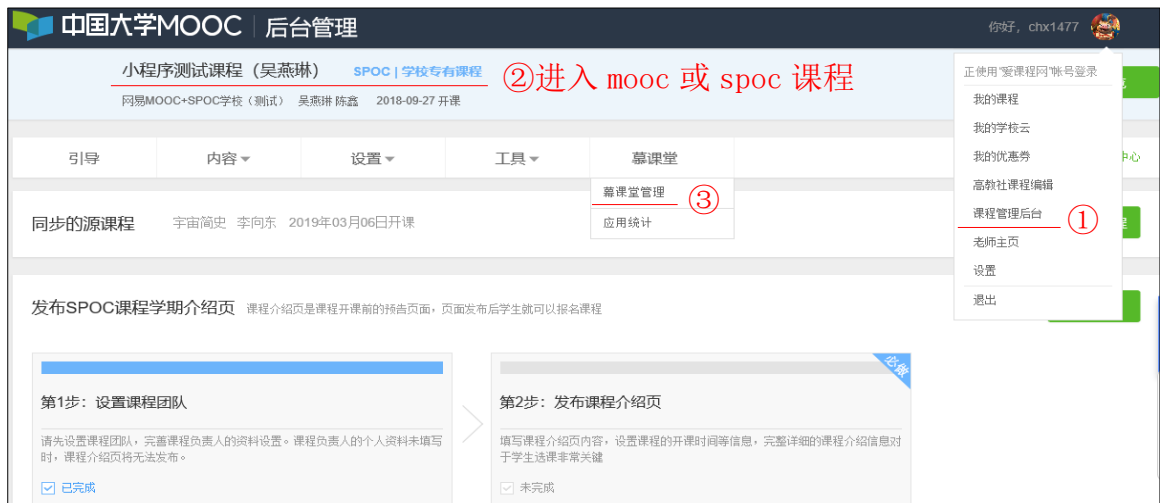 中国大学MOOC 后台管理
你好，chx1477
小程序测试课程（吴燕琳） SPOC | 学校专有课程
②进入 mooc 或 spoc 课程
网易MOOC+SPOC学校（测试） 吴燕琳 陈鑫 2018-09-27 开课
正使用“爱课程网”帐号登录
我的课程
我的学校云
我的优惠券
高教社课程编辑
课程管理后台 ①
老师主页
设置
退出
引导 内容 设置 工具 慕课堂
中心
慕课堂管理 ③
应用统计
同步的源课程 宇宙简史 李向东 2019年03月06日开课
发布SPOC课程学期介绍页 课程介绍页是课程开课前的预告页面，页面发布后学生就可以报名课程
第1步：设置课程团队
请先设置课程团队，完善课程负责人的资料设置。课程负责人的个人资料未填写
时，课程介绍页将无法发布。
已完成
必做
第2步：发布课程介绍页
填写课程介绍页内容，设置课程的开课时间等信息，完整详细的课程介绍信息对
于学生选课非常关键
未完成